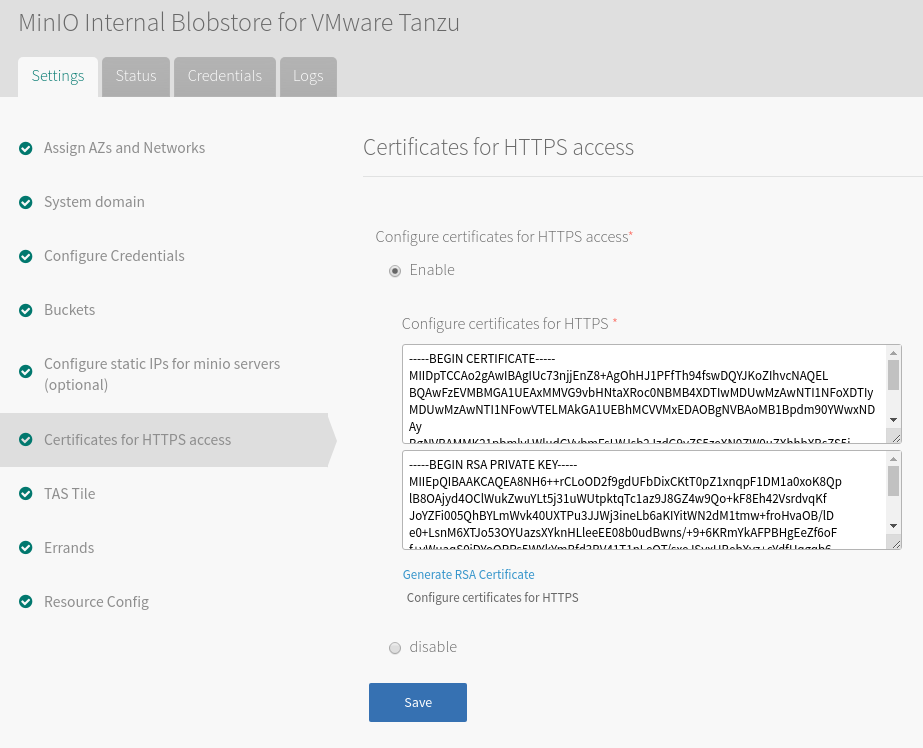 MinIO Internal Blobstore for VMware Tanzu
Settings
Status
Credentials
Logs
Assign AZs and Networks
System domain
Configure Credentials
Buckets
Configure static IPs for minio servers
(optional)
Certificates for HTTPS access
TAS Tile
Errands
Resource Config
Certificates for HTTPS access
Configure certificates for HTTPS access*
Enable
Configure certificates for HTTPS *
-----BEGIN CERTIFICATE-----
MIIDpTCCAo2gAwIBAgIUc73njjEnZ8+AgOhHJ1PFfTh94fswDQYJKoZIhvcNAQEL
BQAwFzEVMBMGA1UEAxMMVG9vbHNtaXRoc0NBMB4XDTIwMDUwMzAwNTI1NFoXDTIy
MDUwMzAwNTI1NFowVTELMAkGA1UEBhMCVVMxEDAOBgNVBAoMB1Bpdm90YWwxND
Ay
-----BEGIN RSA PRIVATE KEY-----
MIIEpQIBAAKCAQEA8NH6++rCLoOD2f9gdUFbDixCKtT0pZ1xnqpF1DM1a0xoK8Qp
lB8OAjyd4OClWukZwuYLt5j31uWUtpktqTc1az9J8GZ4w9Qo+kF8Eh42VsrdvqKf
JoYZFi005QhBYLmWvk40UXTPu3JJWj3ineLb6aKIYitWN2dM1tmw+froHvaOB/lD
e0+LsnM6XTJo53OYUazsXYknHLleeEE08b0udBwns/+9+6KRmYkAFPBHgEeZf6oF
Generate RSA Certificate
Configure certificates for HTTPS
disable
Save